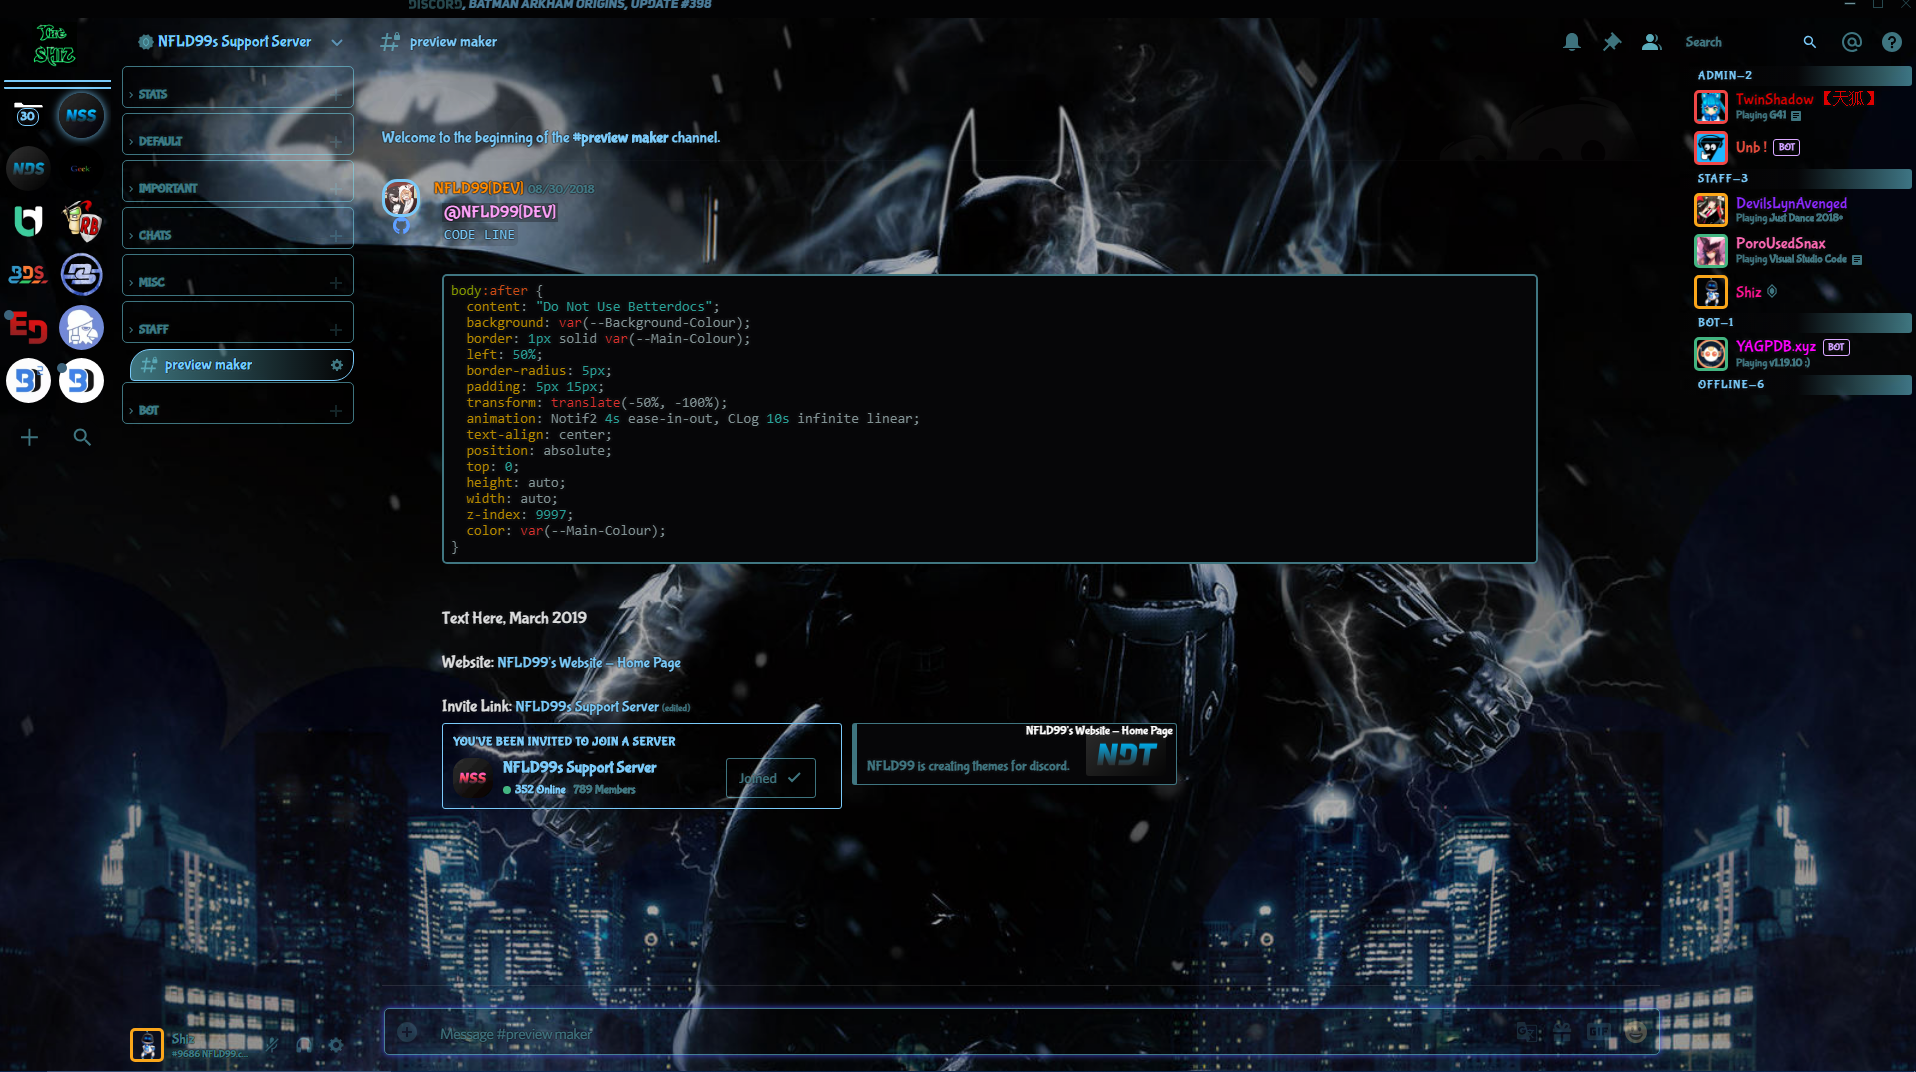 DISCORD, BATMAN ARKHAM ORIGINS, UPDATE #398
The
SHIZ
NFLD99s Support Server
preview maker
Search
30
NSS
NDS
Geek
RB
BDS
ED
STATS
DEFAULT
IMPORTANT
CHATS
MISC
STAFF
preview maker
BOT
Welcome to the beginning of the #preview maker channel.
NFLD99[DEV] 08/30/2018
@NFLD99[DEV]
CODE LINE
body:after {
content: "Do Not Use Betterdocs";
background: var(--Background-Colour);
border: 1px solid var(--Main-Colour);
left: 50%;
border-radius: 5px;
padding: 5px 15px;
transform: translate(-50%, -100%);
animation: Notif2 4s ease-in-out, CLog 10s infinite linear;
text-align: center;
position: absolute;
top: 0;
height: auto;
width: auto;
z-index: 9997;
color: var(--Main-Colour);
}
Text Here, March 2019
Website: NFLD99's Website - Home Page
Invite Link: NFLD99s Support Server (edited)
YOU'VE BEEN INVITED TO JOIN A SERVER
NSS
NFLD99s Support Server
352 Online 789 Members
Joined
NFLD99's Website - Home Page
NFLD99 is creating themes for discord.
NDT
ADMIN-2
TwinShadow 【天狐】
Playing G41
Unb ! BOT
STAFF-3
DevilsLynAvenged
Playing Just Dance 2018®
PoroUsedSnax
Playing Visual Studio Code
Shiz
BOT-1
YAGPDB.xyz BOT
Playing v1.19.10 :)
OFFLINE-6
Shiz
#9686 NFLD99.c...
Message #preview maker
GIF